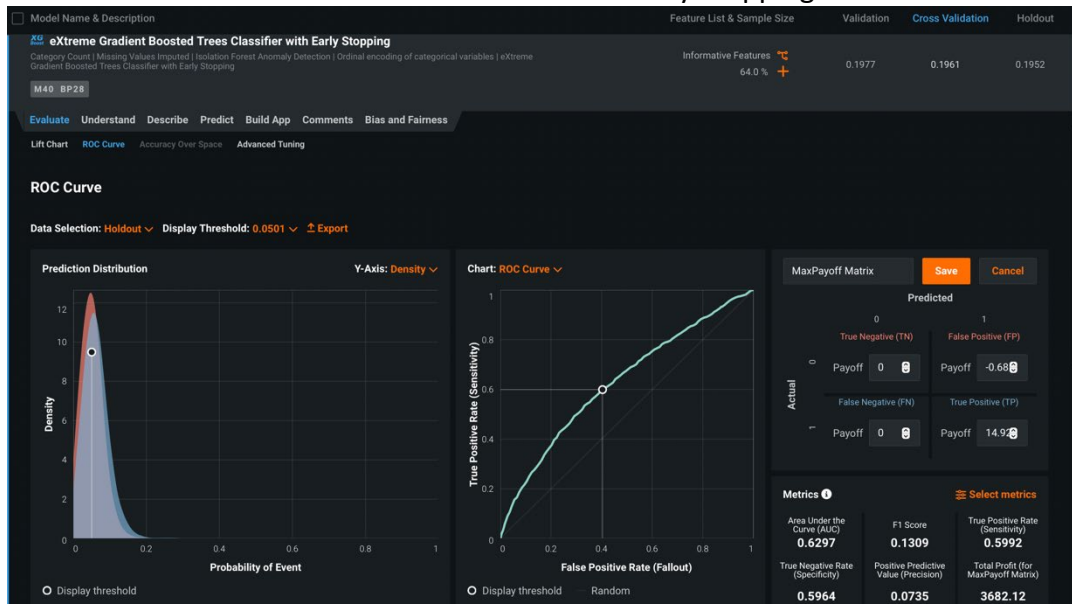 Model Name & Description Feature List & Sample Size Validation Cross Validation Holdout
XG eXtreme Gradient Boosted Trees Classifier with Early Stopping
Category Count | Missing Values Imputed | Isolation Forest Anomaly Detection | Ordinal encoding of categorical variables | eXtreme
Gradient Boosted Trees Classifier with Early Stopping
Informative Features
64.0 %
0.1977 0.1961 0.1952
M40 BP28
Evaluate Understand Describe Predict Build App Comments Bias and Fairness
Lift Chart ROC Curve Accuracy Over Space Advanced Tuning
ROC Curve
Data Selection: Holdout Display Threshold: 0.0501 Export
Prediction Distribution Y-Axis: Density
12
10
8
6
4
2
0
Density
0 0.2 0.4 0.6 0.8 1
Probability of Event
Display threshold
Chart: ROC Curve
1
0.8
0.6
0.4
0.2
0
True Positive Rate (Sensitivity)
0 0.2 0.4 0.6 0.8 1
False Positive Rate (Fallout)
Display threshold Random
MaxPayoff Matrix Save Cancel
Predicted
0 1
True Negative (TN) False Positive (FP)
Actual
0
Payoff 0 Payoff -0.68
False Negative (FN) True Positive (TP)
1
Payoff 0 Payoff 14.92
Metrics Select metrics
Area Under the
Curve (AUC)
0.6297
F1 Score
0.1309
True Positive Rate
(Sensitivity)
0.5992
True Negative Rate
(Specificity)
0.5964
Positive Predictive
Value (Precision)
0.0735
Total Profit (for
MaxPayoff Matrix)
3682.12